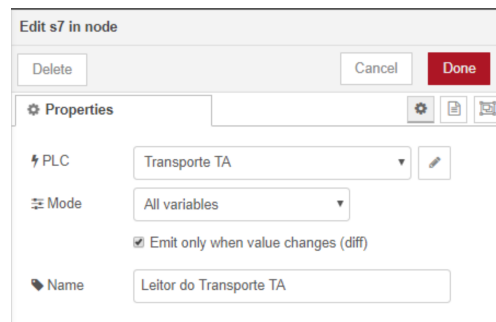 Edit s7 in node
Delete Cancel Done
Properties
PLC Transporte TA
Mode All variables
Emit only when value changes (diff)
Name Leitor do Transporte TA